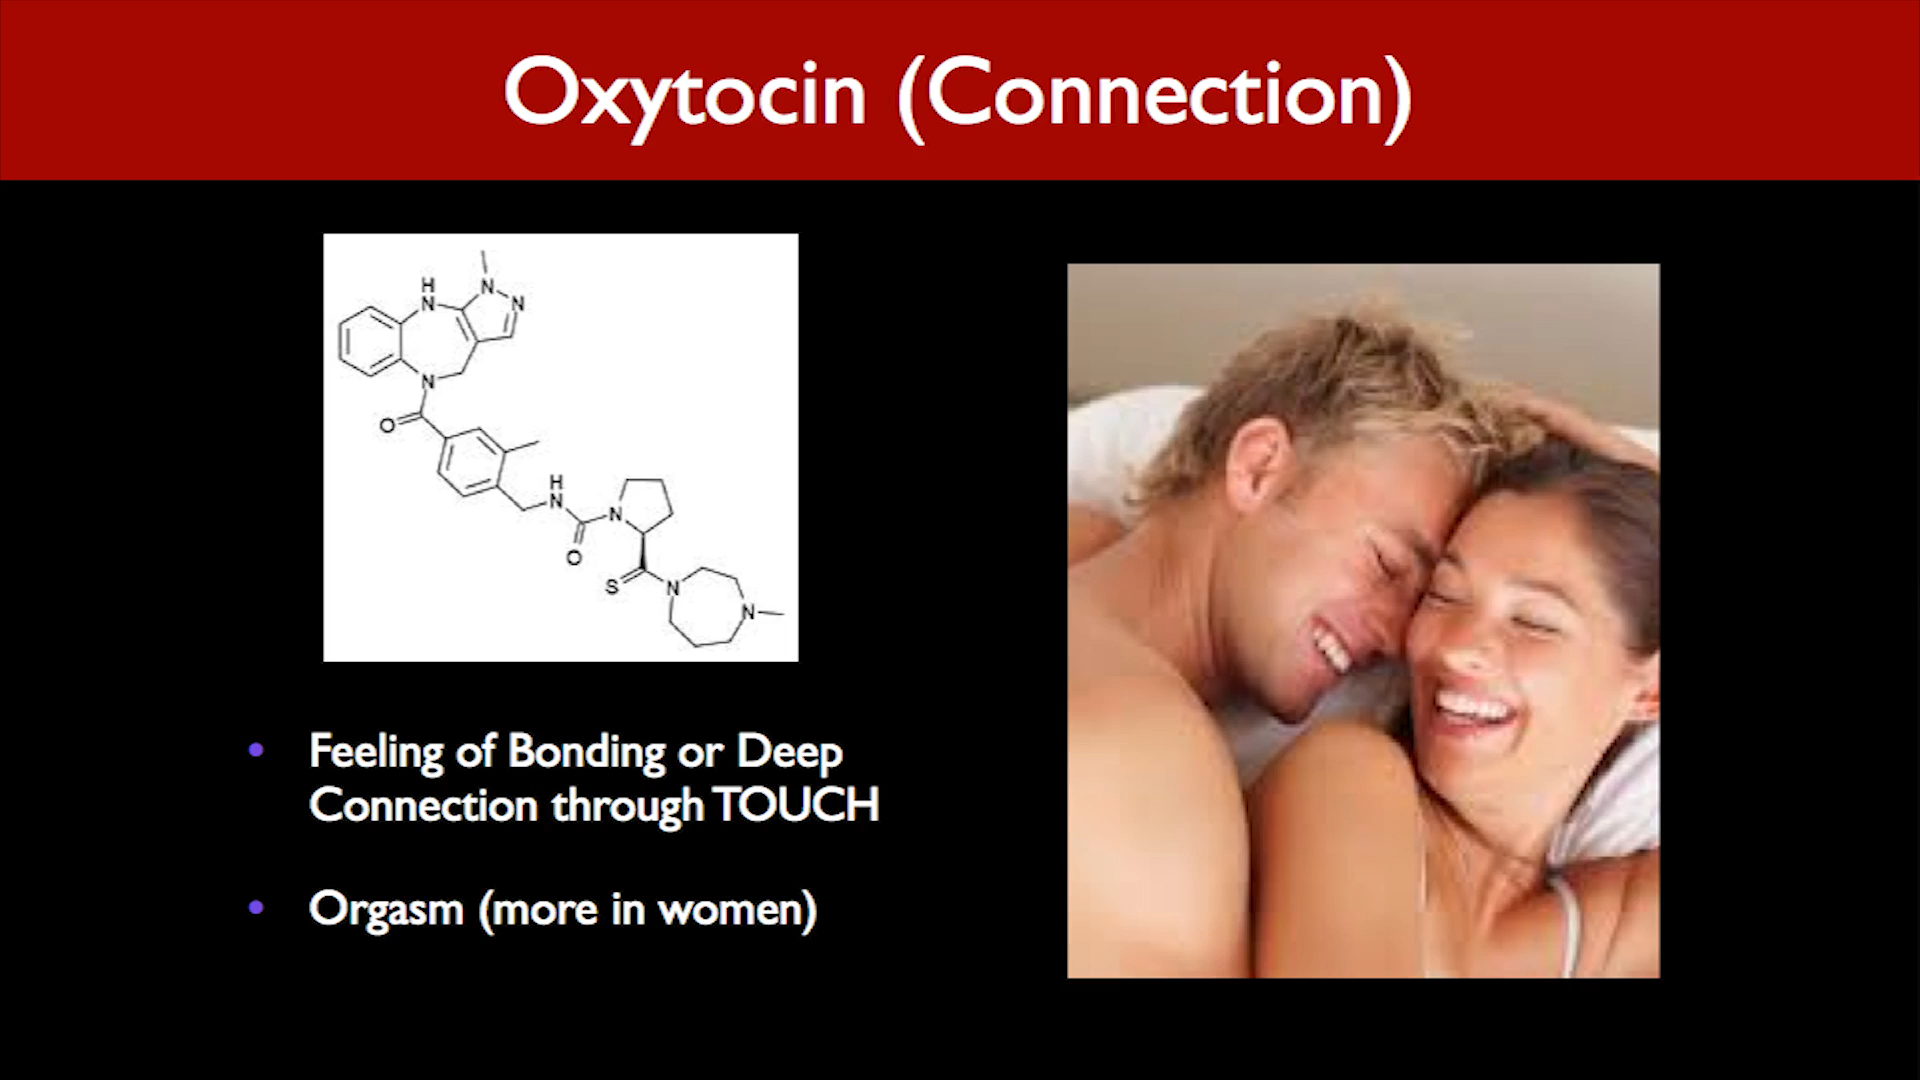 Oxytocin (Connection)
H
N
N
N
N
O
H
N
N
O
S
N
N
• Feeling of Bonding or Deep
Connection through TOUCH
• Orgasm (more in women)